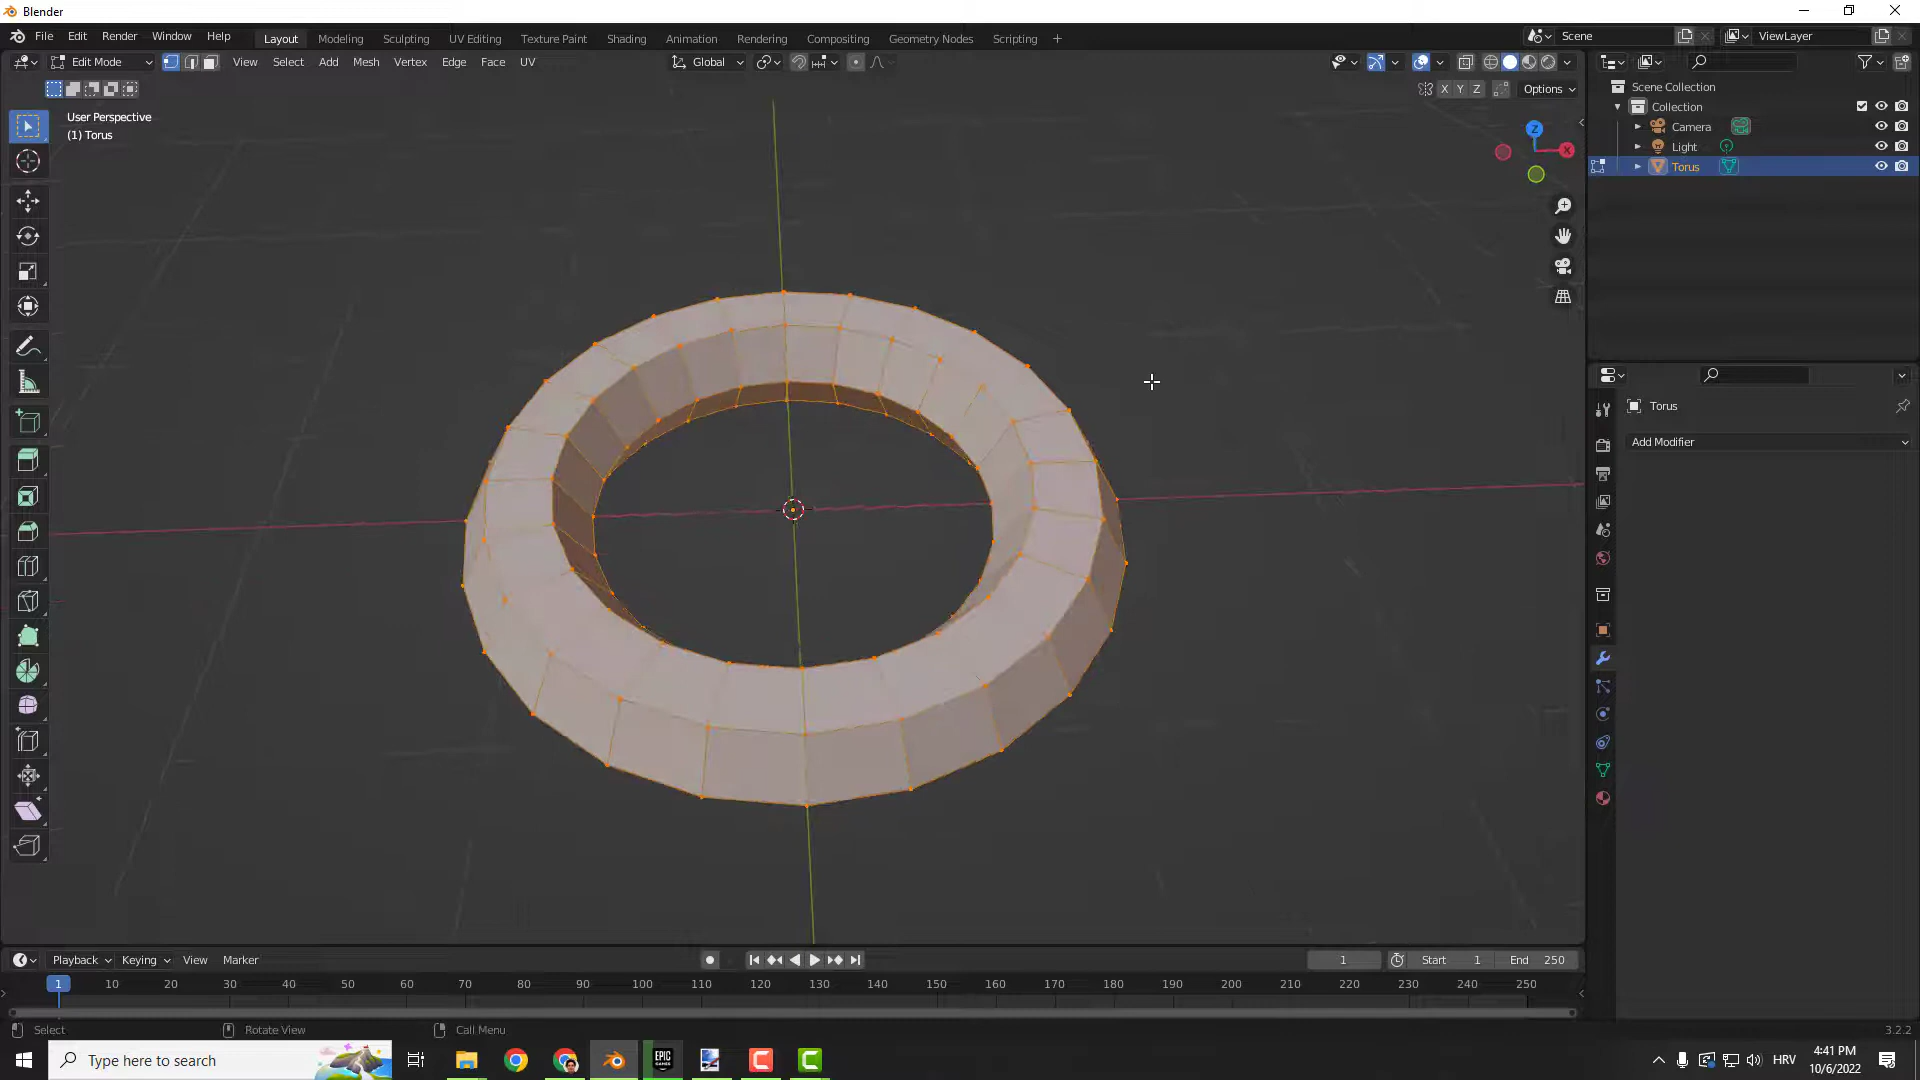 Blender
File Edit Render Window Help
Layout Modeling Sculpting UV Editing Texture Paint Shading Animation Rendering Compositing Geometry Nodes Scripting +
Scene
ViewLayer
Edit Mode
View Select Add Mesh Vertex Edge Face UV
Global
X Y Z
Options
User Perspective
(1) Torus
Z
X
Scene Collection
Collection
Camera
Light
Torus
Torus
Add Modifier
Playback Keying View Marker
1
Start 1
End 250
1 10 20 30 40 50 60 70 80 90 100 110 120 130 140 150 160 170 180 190 200 210 220 230 240 250
Select
Rotate View
Call Menu
3.2.2
Type here to search
EPIC GAMES
HRV
4:41 PM
10/6/2022